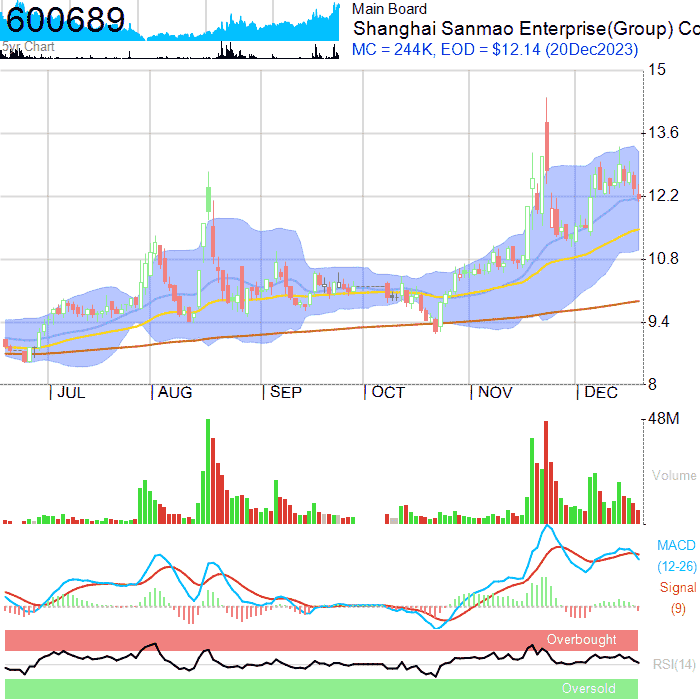 600689
5yr Chart
Main Board
Shanghai Sanmao Enterprise(Group) Co
MC = 244K, EOD = $12.14 (20Dec2023)
15
13.6
12.2
10.8
9.4
8
JUL AUG SEP OCT NOV DEC
48M
Volume
MACD
(12-26)
Signal
(9)
Overbought
RSI(14)
Oversold